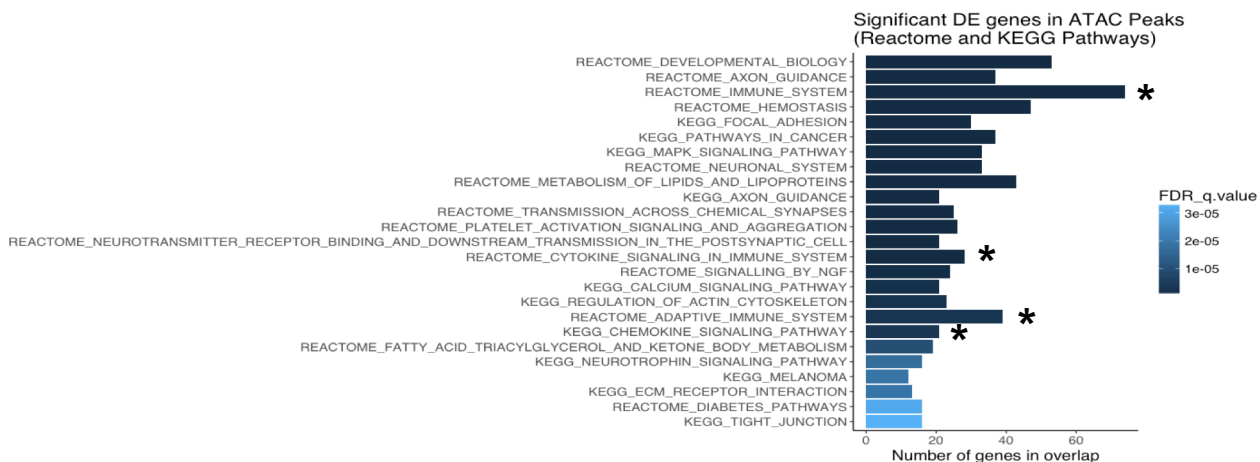 Significant DE genes in ATAC Peaks
(Reactome and KEGG Pathways)
REACTOME_DEVELOPMENTAL_BIOLOGY
REACTOME_AXON_GUIDANCE
REACTOME_IMMUNE_SYSTEM
*
REACTOME_HEMOSTASIS
KEGG_FOCAL_ADHESION
KEGG_PATHWAYS_IN_CANCER
KEGG_MAPK_SIGNALING_PATHWAY
REACTOME_NEURONAL_SYSTEM
REACTOME_METABOLISM_OF_LIPIDS_AND_LIPOPROTEINS
KEGG_AXON_GUIDANCE
REACTOME_TRANSMISSION_ACROSS_CHEMICAL_SYNAPSES
REACTOME_PLATELET_ACTIVATION_SIGNALING_AND_AGGREGATION
REACTOME_NEUROTRANSMITTER_RECEPTOR_BINDING_AND_DOWNSTREAM_TRANSMISSION_IN_THE_POSTSYNAPTIC_CELL
REACTOME_CYTOKINE_SIGNALING_IN_IMMUNE_SYSTEM
*
REACTOME_SIGNALLING_BY_NGF
KEGG_CALCIUM_SIGNALING_PATHWAY
KEGG_REGULATION_OF_ACTIN_CYTOSKELETON
REACTOME_ADAPTIVE_IMMUNE_SYSTEM
*
KEGG_CHEMOKINE_SIGNALING_PATHWAY
*
REACTOME_FATTY_ACID_TRIACYLGLYCEROL_AND_KETONE_BODY_METABOLISM
KEGG_NEUROTROPHIN_SIGNALING_PATHWAY
KEGG_MELANOMA
KEGG_ECM_RECEPTOR_INTERACTION
REACTOME_DIABETES_PATHWAYS
KEGG_TIGHT_JUNCTION
0 20 40 60
Number of genes in overlap
FDR_q.value
3e-05
2e-05
1e-05